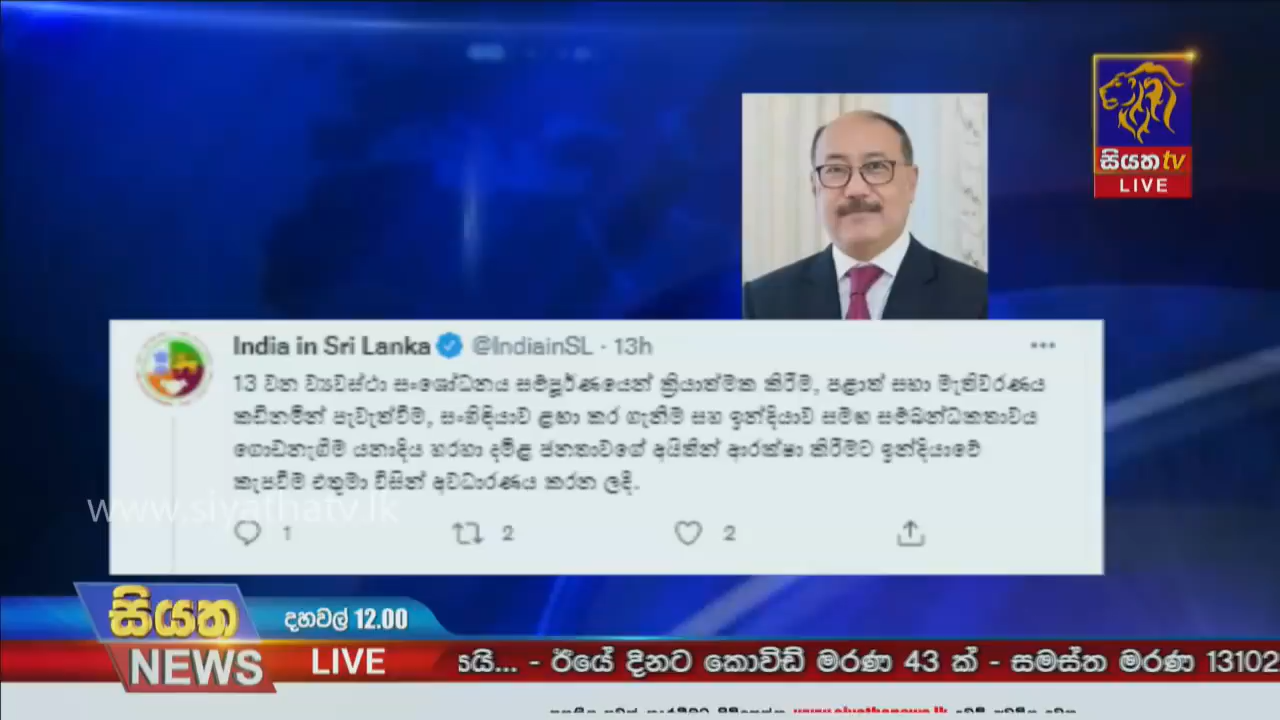 සියත tv
LIVE
India in Sri Lanka @IndiainSL · 13h
13 වන ව්‍යවස්ථා සංශෝධනය සම්පූර්ණයෙන් ක්‍රියාත්මක කිරීම, පළාත් සභා මැතිවරණය
කඩිනමින් පැවැත්වීම, සංහිඳියාව ළඟා කර ගැනීම සහ ඉන්දියාව සමඟ සම්බන්ධකතාවය
ගොඩනැගීම යනාදිය හරහා දමිළ ජනතාවගේ අයිතීන් ආරක්ෂා කිරීමට ඉන්දියාවේ
කැපවීම එතුමා විසින් අවධාරණය කරන ලදි.
www.siyathatv.lk
1 2 2
සියත
දහවල් 12.00
NEWS
LIVE
සයි... - ඊයේ දිනට කොවිඩ් මරණ 43 ක් - සමස්ත මරණ 13102